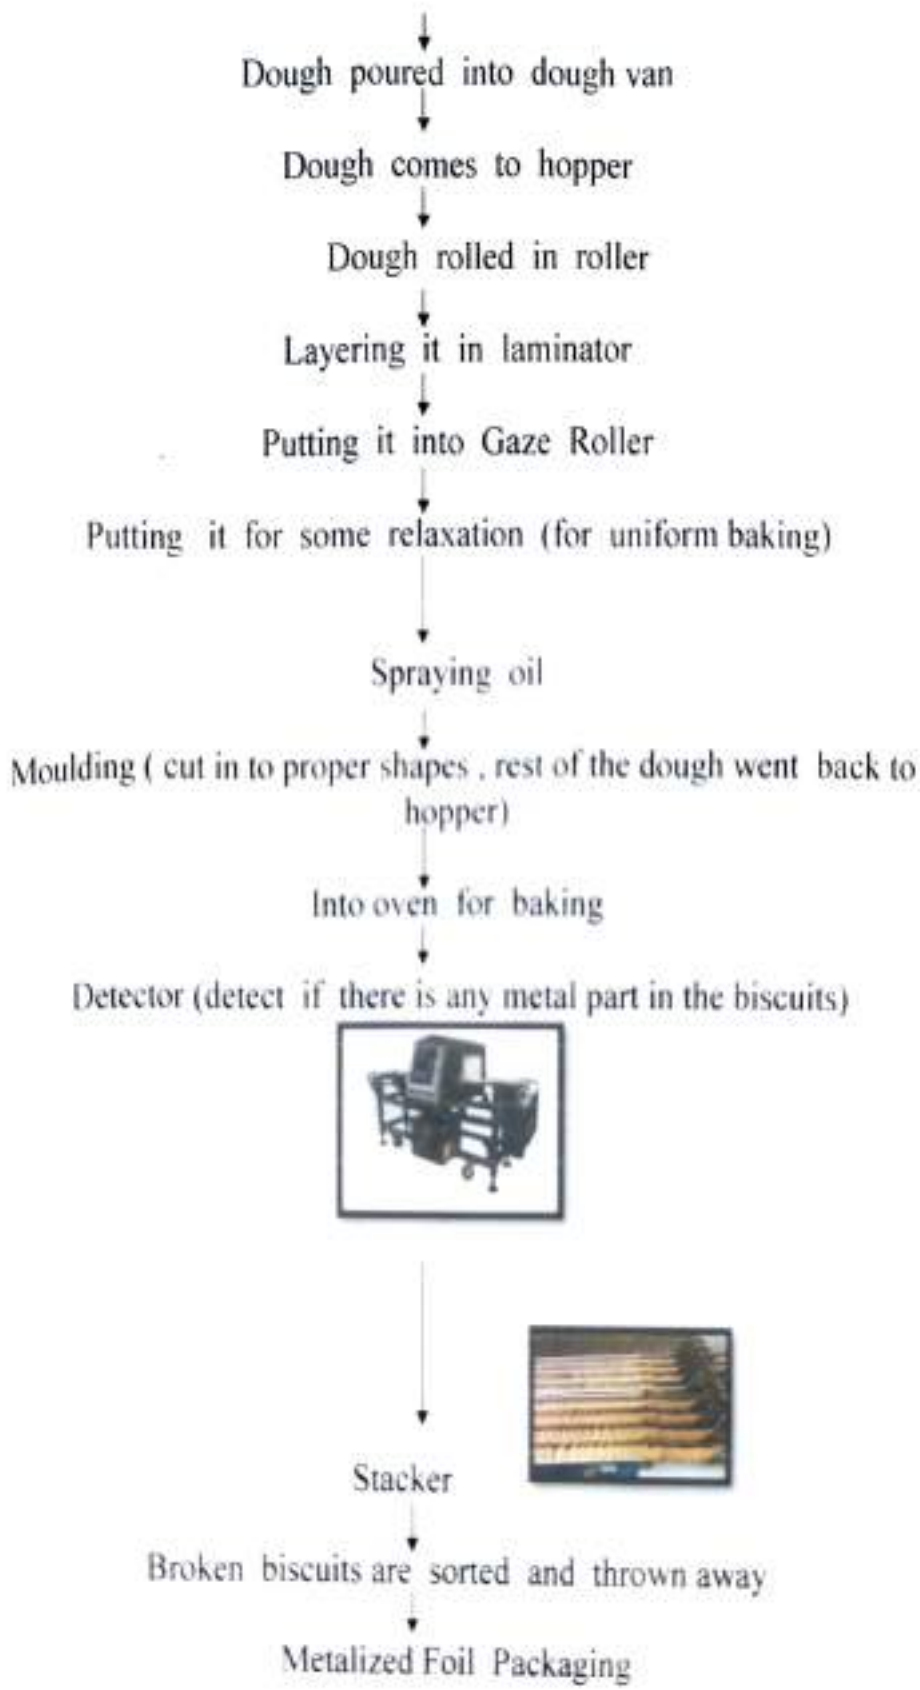 Dough poured into dough van
Dough comes to hopper
Dough rolled in roller
Layering it in laminator
Putting it into Gaze Roller
Putting it for some relaxation (for uniform baking)
Spraying oil
Moulding ( cut in to proper shapes , rest of the dough went back to
hopper)
Into oven for baking
Detector (detect if there is any metal part in the biscuits)
Stacker
Broken biscuits are sorted and thrown away
Metalized Foil Packaging